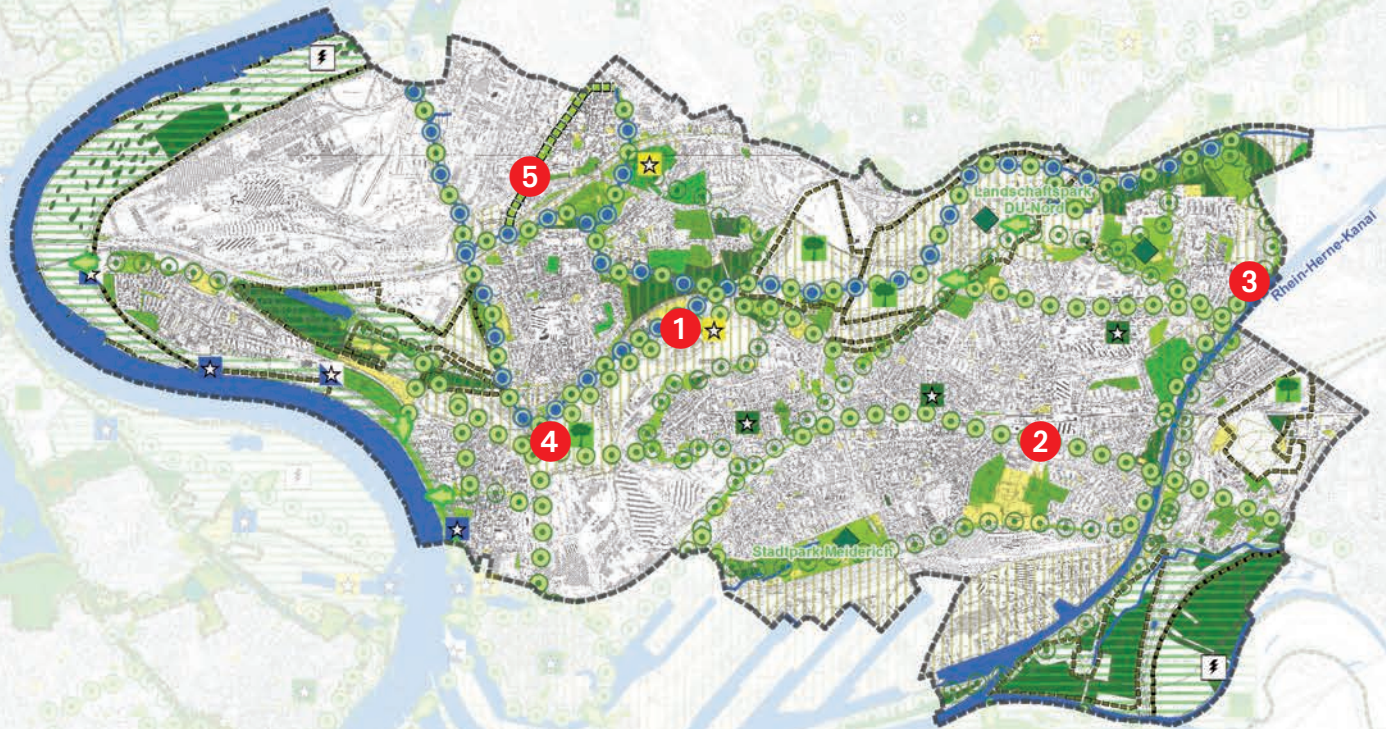 5
Landschaftspark
DU-Nord
3
Rhein-Herne-Kanal
1
4
2
Stadtpark Meiderich